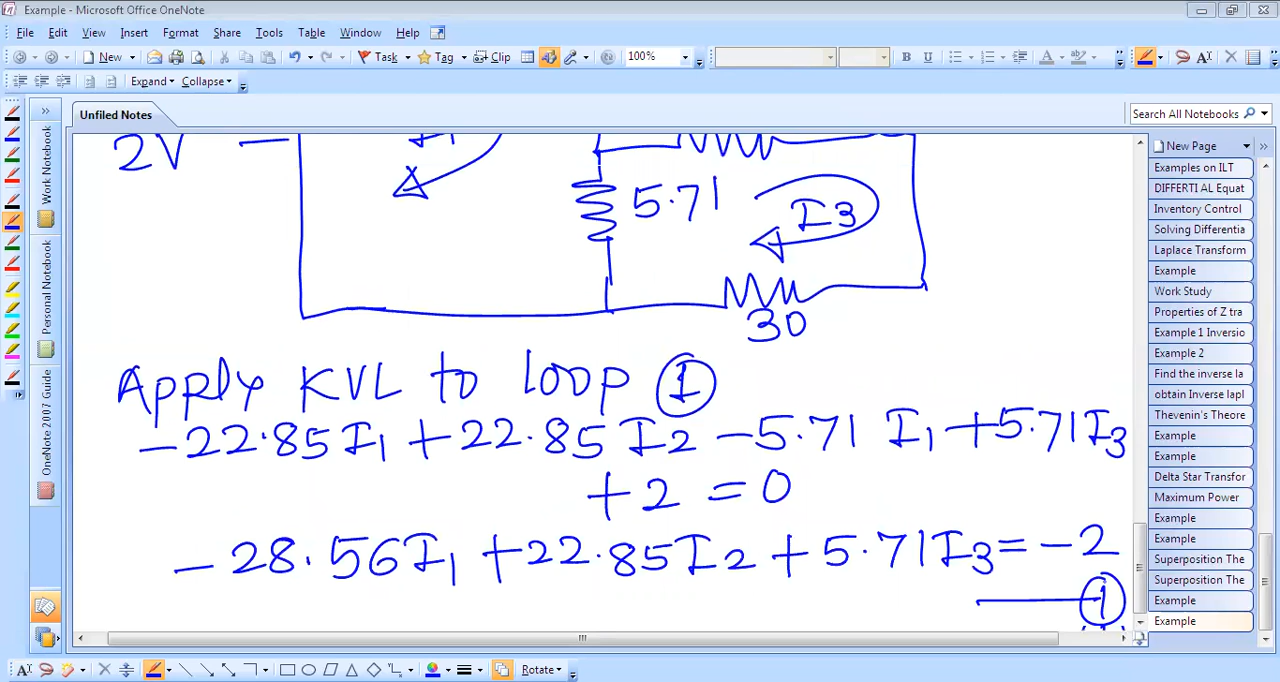 Example - Microsoft Office OneNote
File Edit View Insert Format Share Tools Table Window Help
New Task Tag Clip 100% B I U A
Expand Collapse
Unfiled Notes
Search All Notebooks
New Page
Work Notebook
Personal Notebook
OneNote 2007 Guide
Examples on ILT
DIFFERTI AL Equat
Inventory Control
Solving Differentia
Laplace Transform
Example
Work Study
Properties of Z tra
Example 1 Inversio
Example 2
Find the inverse la
obtain Inverse lapl
Thevenin's Theore
Example
Example
Delta Star Transfor
Maximum Power
Example
Example
Superposition The
Superposition The
Example
Example
2V
I1
5.71
I3
30
Apply KVL to loop ①
-22.85I1 +22.85 I2 -5.71 I1 +5.71I3
+2 = 0
-28.56I1 +22.85I2 + 5.71I3 = -2
①
Rotate